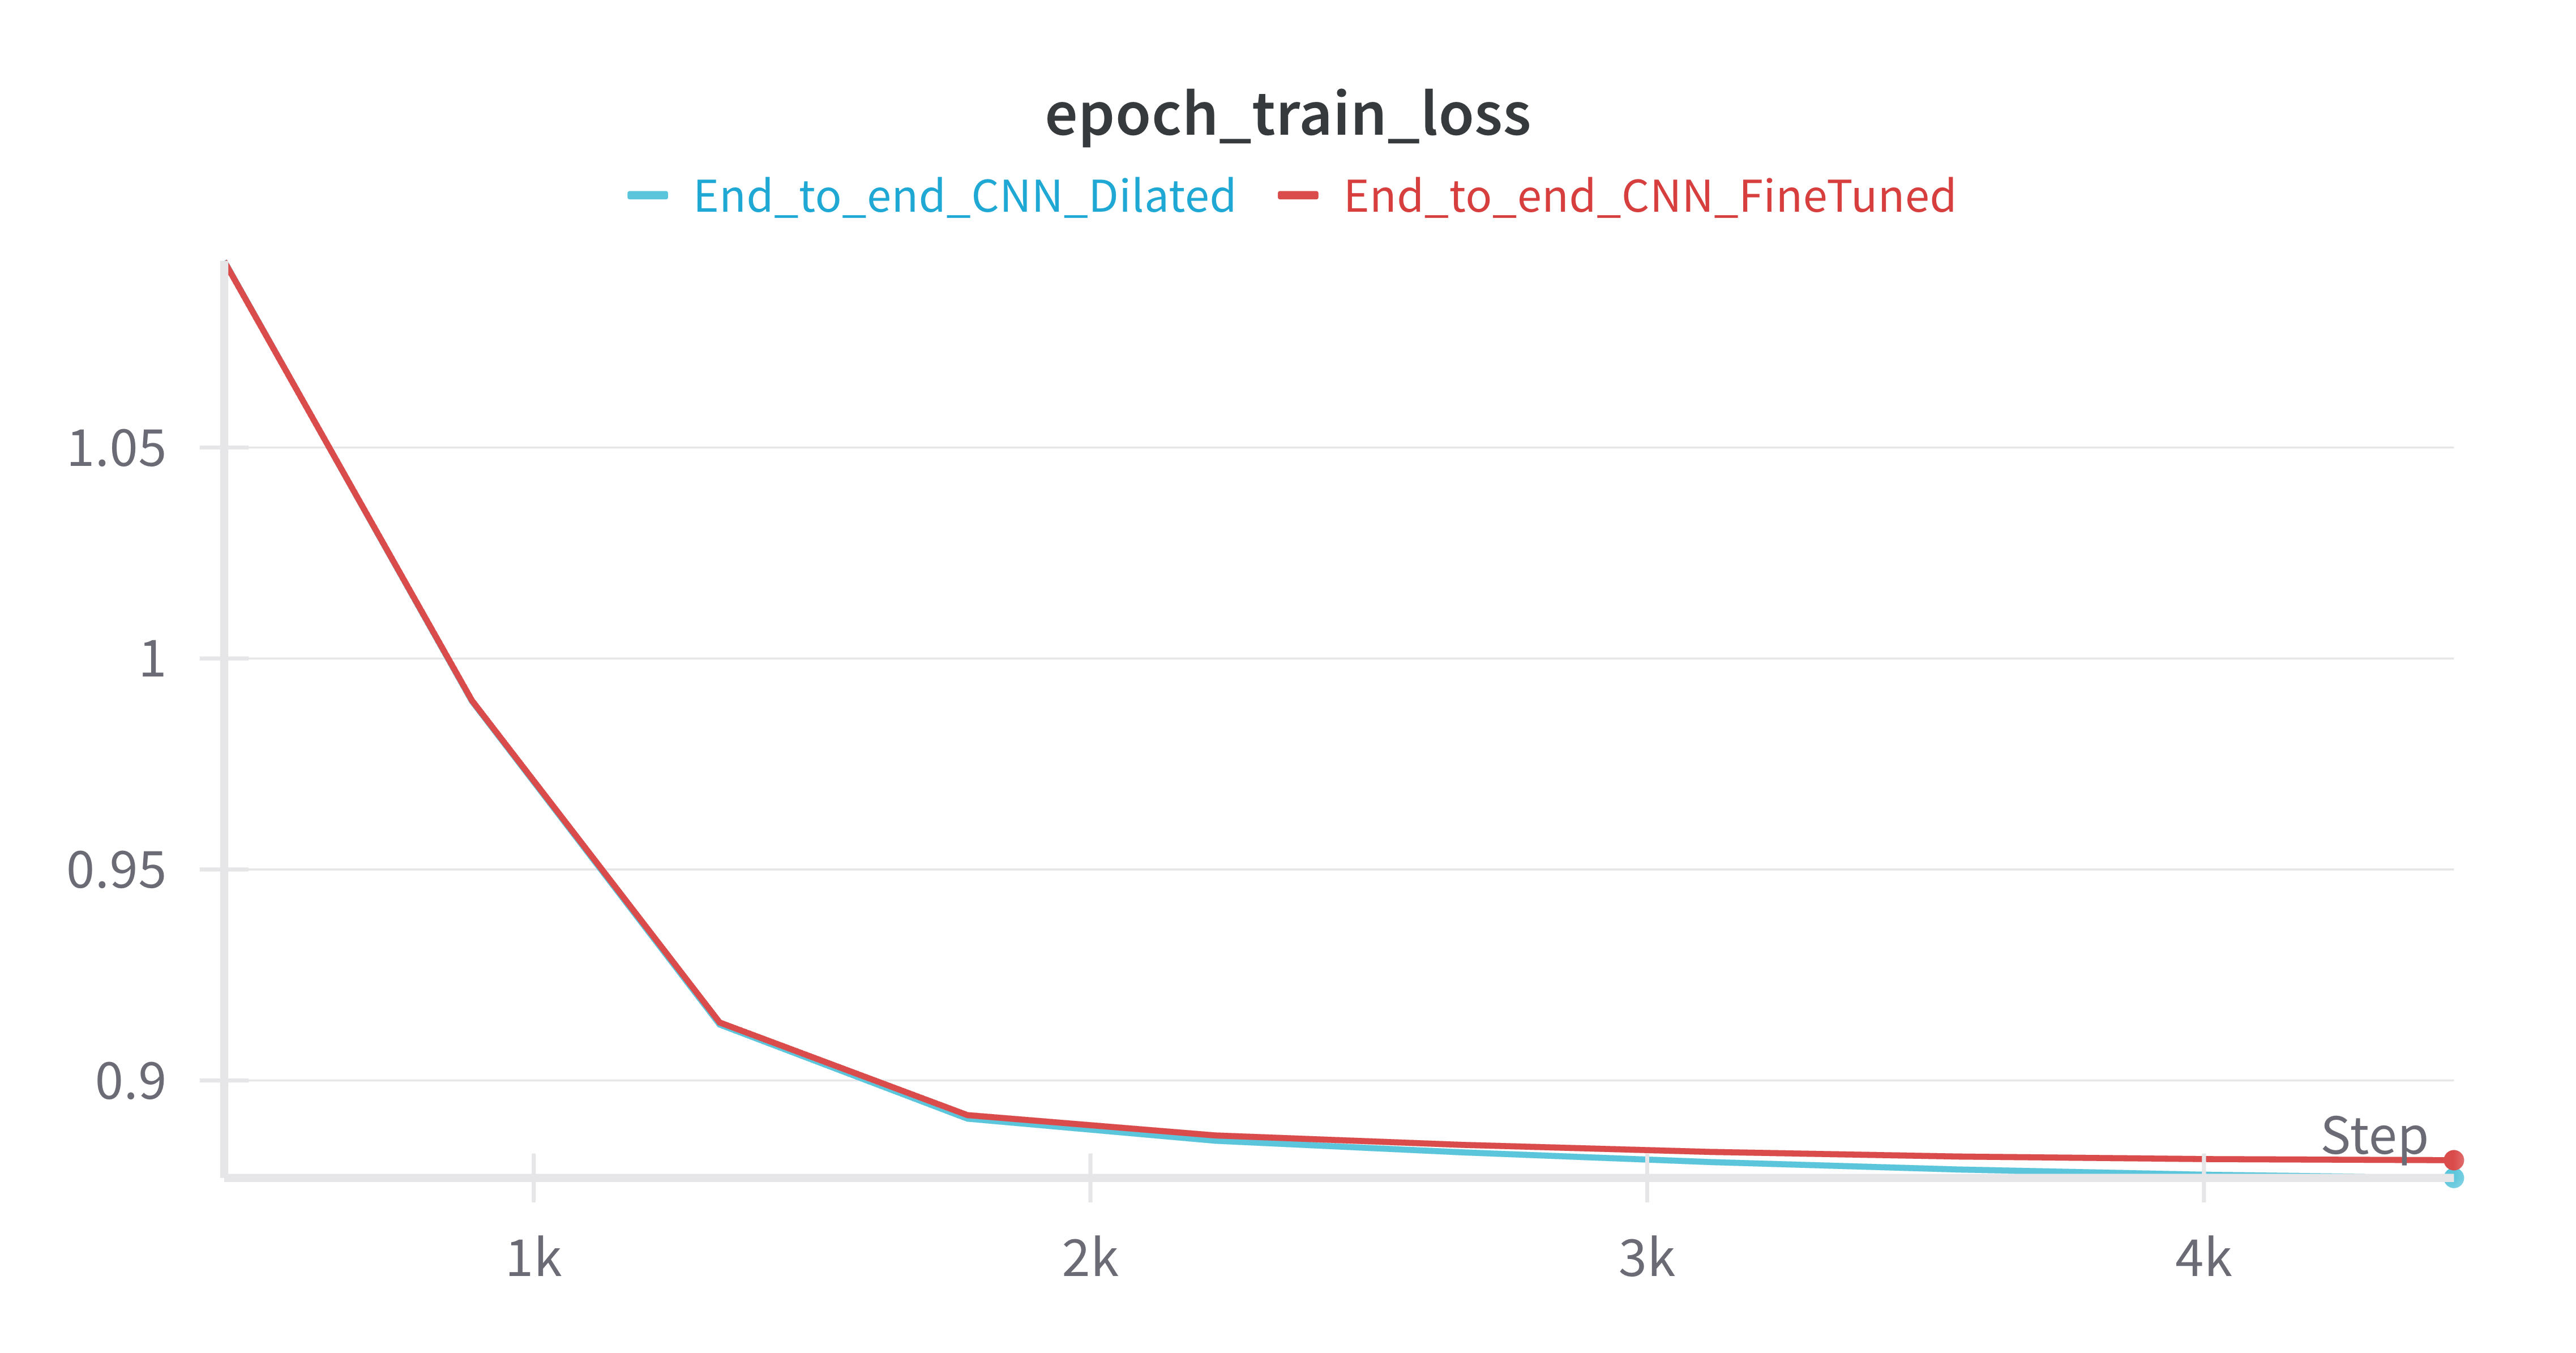 epoch_train_loss
End_to_end_CNN_Dilated End_to_end_CNN_FineTuned
1.05
1
0.95
0.9
Step
1k 2k 3k 4k